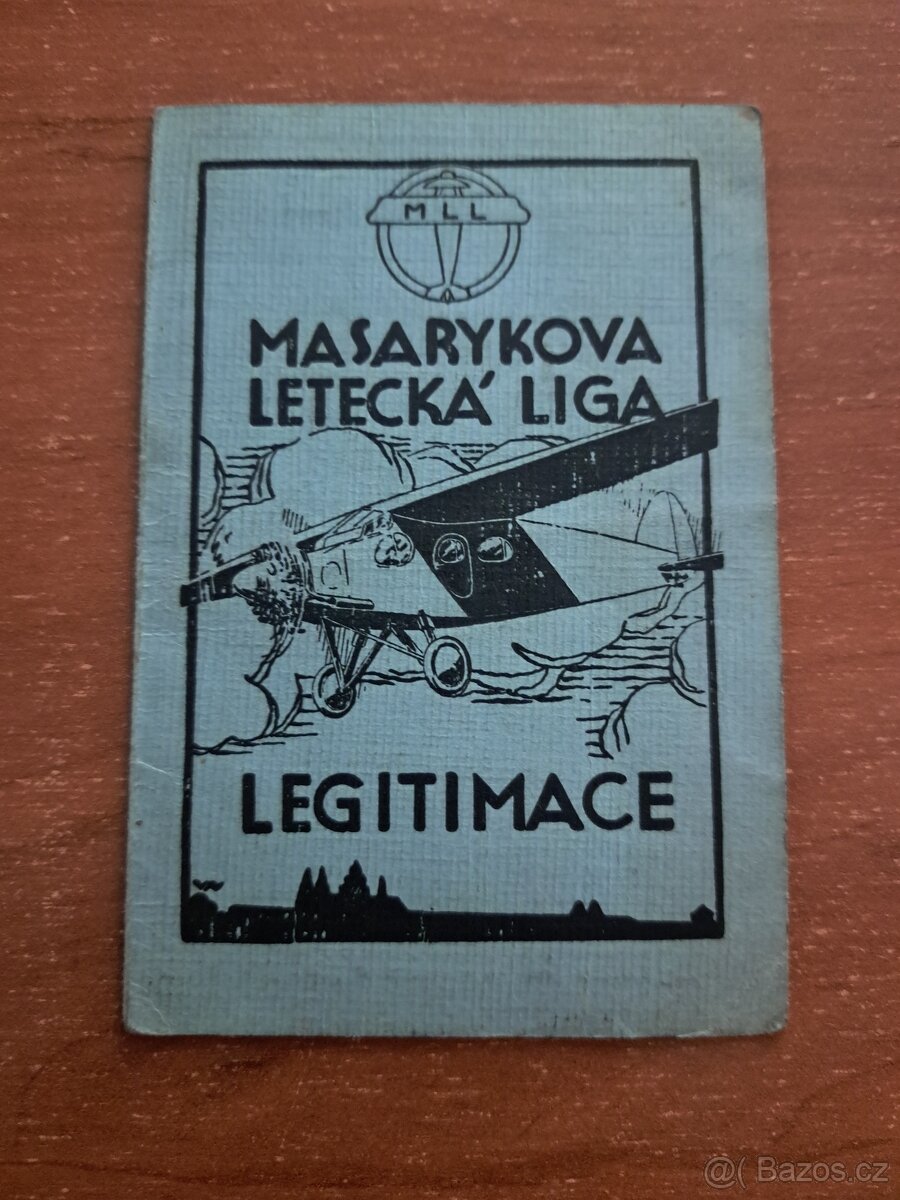 MLL
MASARYKOVA
LETECKÁ LIGA
LEGITIMACE
@( Bazos.cz